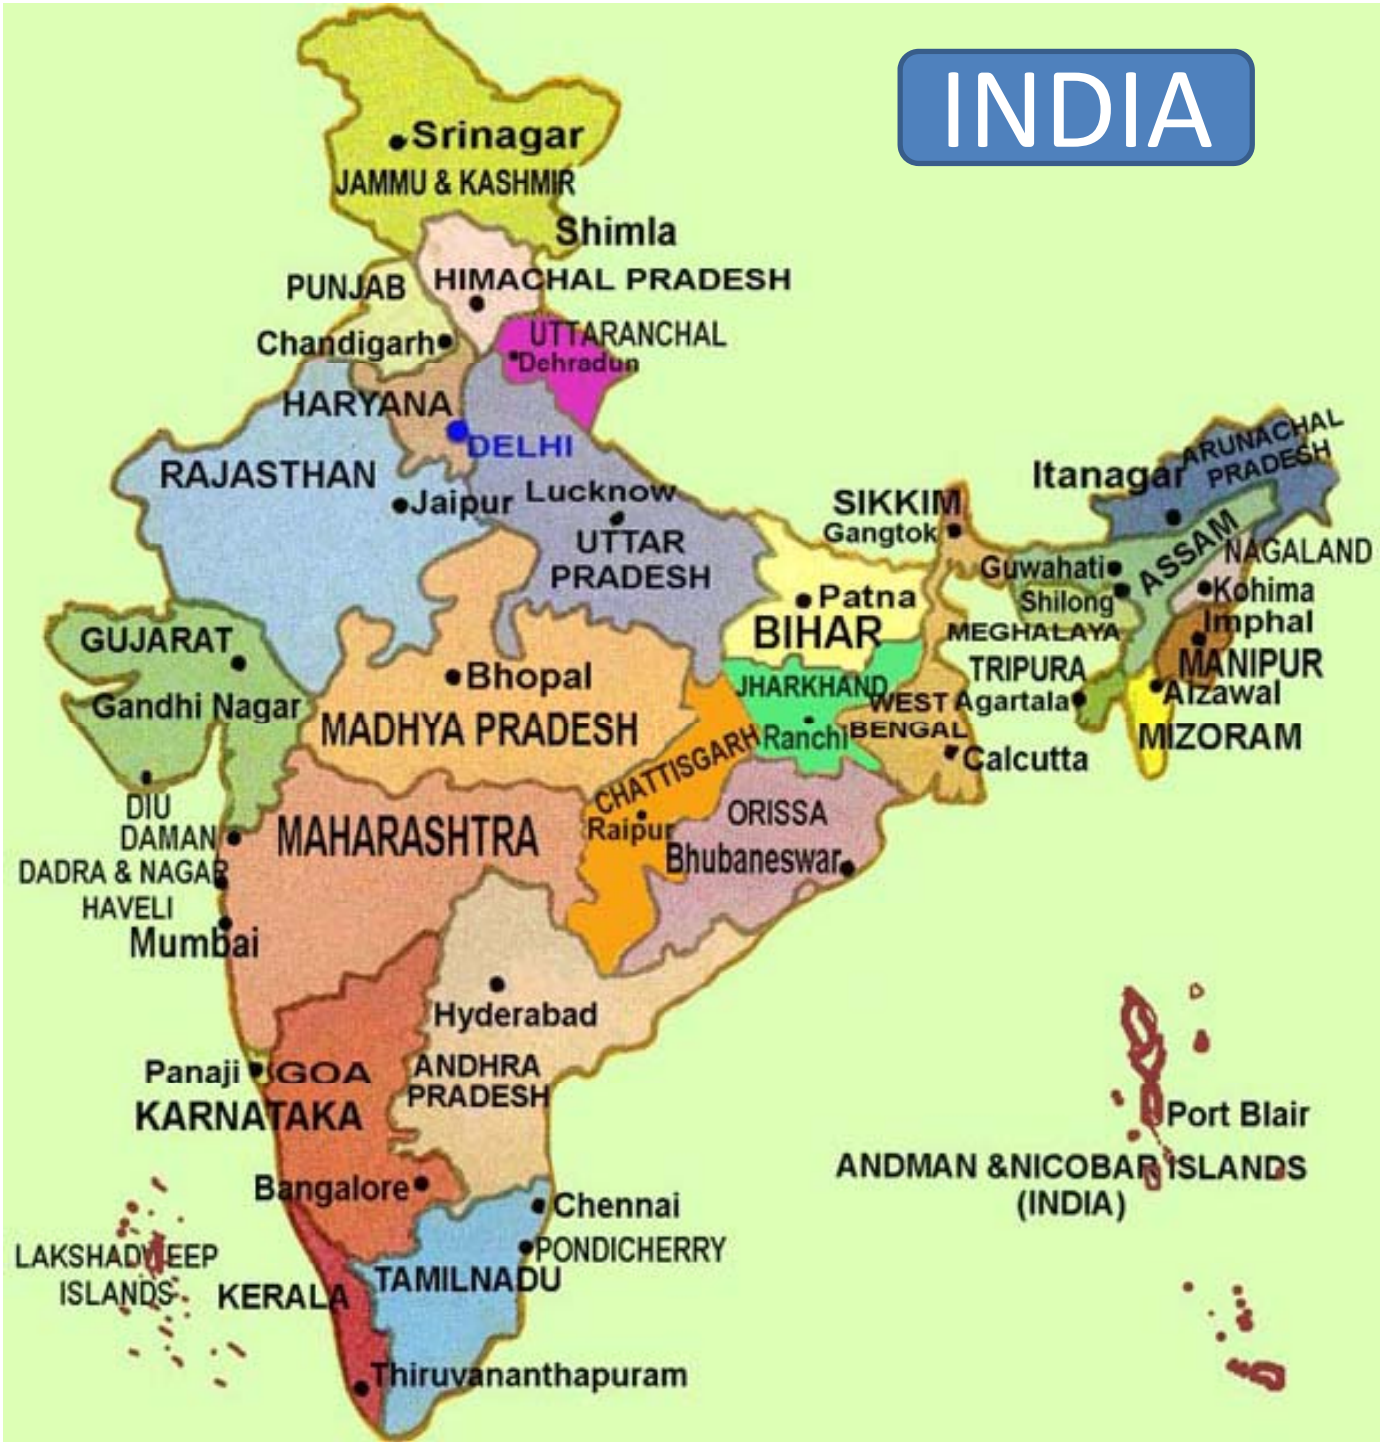 INDIA
Srinagar
JAMMU & KASHMIR
Shimla
HIMACHAL PRADESH
PUNJAB
Chandigarh
UTTARANCHAL
Dehradun
HARYANA
DELHI
RAJASTHAN
Jaipur
Lucknow
UTTAR
PRADESH
SIKKIM
Gangtok
Itanagar
ARUNACHAL
PRADESH
ASSAM
NAGALAND
Guwahati
Shilong
Kohima
Imphal
MEGHALAYA
MANIPUR
TRIPURA
Agartala
Aizawal
MIZORAM
Patna
BIHAR
GUJARAT
Gandhi Nagar
Bhopal
MADHYA PRADESH
JHARKHAND
Ranchi
WEST
BENGAL
Calcutta
CHATTISGARH
Raipur
ORISSA
Bhubaneswar
DIU
DAMAN
DADRA & NAGAR
HAVELI
Mumbai
MAHARASHTRA
Hyderabad
ANDHRA
PRADESH
Panaji
GOA
KARNATAKA
Bangalore
Chennai
PONDICHERRY
TAMILNADU
KERALA
Thiruvananthapuram
LAKSHADWEEP
ISLANDS
Port Blair
ANDMAN &NICOBAR ISLANDS
(INDIA)